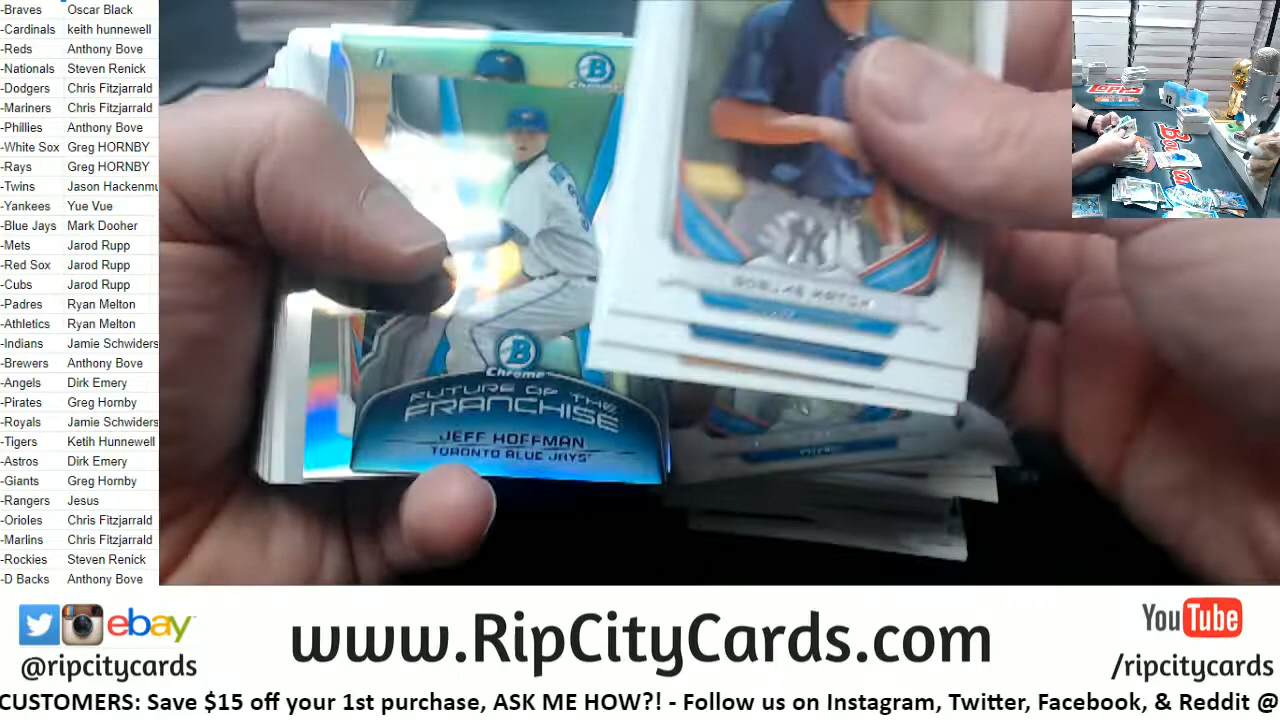 -Braves Oscar Black
-Cardinals keith hunnewell
-Reds Anthony Bove
-Nationals Steven Renick
-Dodgers Chris Fitzjarrald
-Mariners Chris Fitzjarrald
-Phillies Anthony Bove
-White Sox Greg HORNBY
-Rays Greg HORNBY
-Twins Jason Hackenmu
-Yankees Yue Vue
-Blue Jays Mark Dooher
-Mets Jarod Rupp
-Red Sox Jarod Rupp
-Cubs Jarod Rupp
-Padres Ryan Melton
-Athletics Ryan Melton
-Indians Jamie Schwiders
-Brewers Anthony Bove
-Angels Dirk Emery
-Pirates Greg Hornby
-Royals Jamie Schwiders
-Tigers Ketih Hunnewell
-Astros Dirk Emery
-Giants Greg Hornby
-Rangers Jesus
-Orioles Chris Fitzjarrald
-Marlins Chris Fitzjarrald
-Rockies Steven Renick
-D Backs Anthony Bove
1st
B
Chrome
B
Chrome
FUTURE OF THE
FRANCHISE
JEFF HOFFMAN
TORONTO BLUE JAYS
NY
Topps
ebay
@ripcitycards
www.RipCityCards.com
YouTube
/ripcitycards
CUSTOMERS: Save $15 off your 1st purchase, ASK ME HOW?! - Follow us on Instagram, Twitter, Facebook, & Reddit @